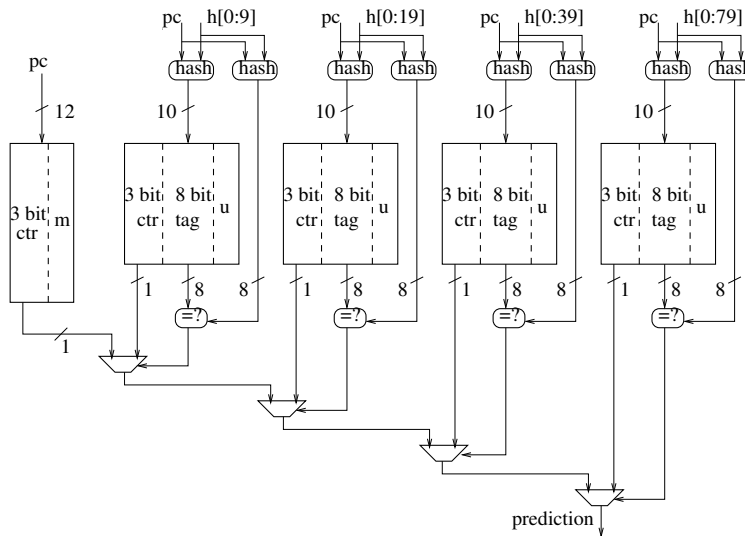 pc h[0:9] pc h[0:19] pc h[0:39] pc h[0:79]
hash hash hash hash hash hash hash hash
pc
12 10 10 10 10
3 bit ctr m
3 bit ctr 8 bit tag u
3 bit ctr 8 bit tag u
3 bit ctr 8 bit tag u
3 bit ctr 8 bit tag u
1 8 8 1 8 8 1 8 8 1 8 8
=? =? =? =?
1
prediction